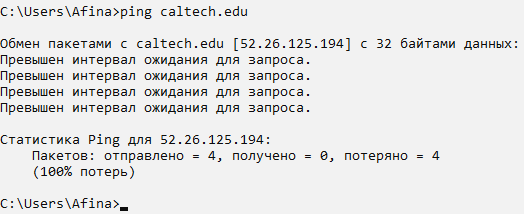 C:\Users\Afina>ping caltech.edu
Обмен пакетами с caltech.edu [52.26.125.194] с 32 байтами данных:
Превышен интервал ожидания для запроса.
Превышен интервал ожидания для запроса.
Превышен интервал ожидания для запроса.
Превышен интервал ожидания для запроса.
Статистика Ping для 52.26.125.194:
Пакетов: отправлено = 4, получено = 0, потеряно = 4
(100% потерь)
C:\Users\Afina>